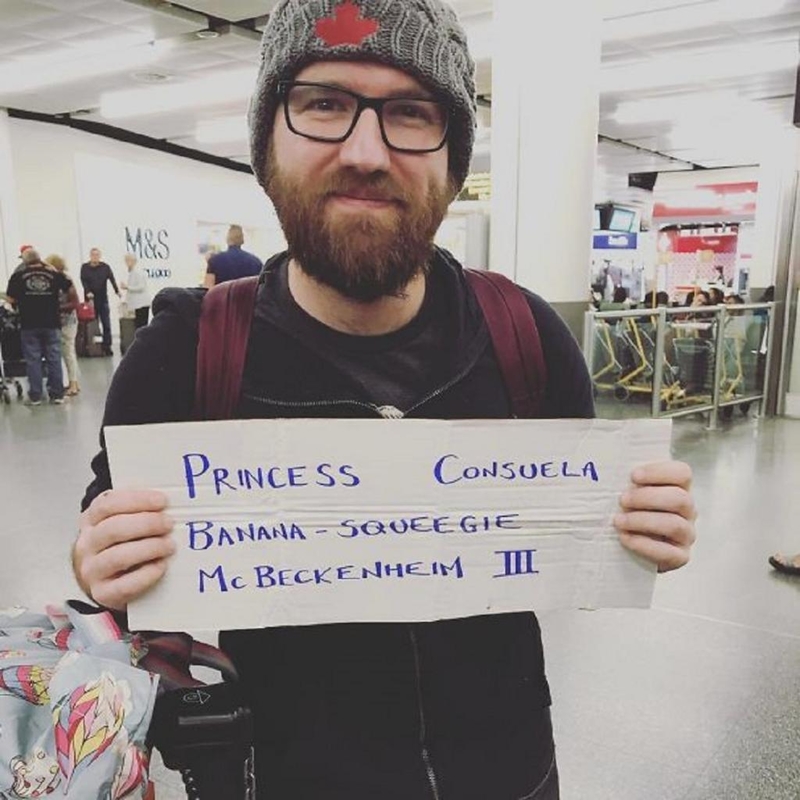 M&S
PRINCESS CONSUELA
BANANA-SQUEEGIE
McBECKENHEIM III